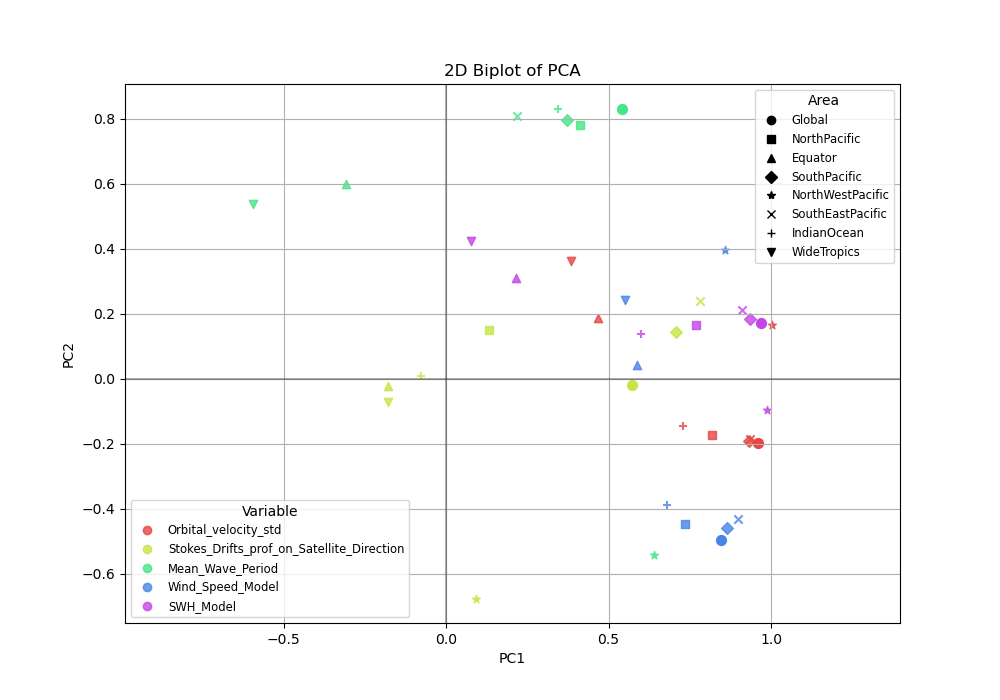 2D Biplot of PCA
PC2
0.8
0.6
0.4
0.2
0.0
−0.2
−0.4
−0.6
Area
Global
NorthPacific
Equator
SouthPacific
NorthWestPacific
SouthEastPacific
IndianOcean
WideTropics
Variable
Orbital_velocity_std
Stokes_Drifts_prof_on_Satellite_Direction
Mean_Wave_Period
Wind_Speed_Model
SWH_Model
−0.5 0.0 0.5 1.0
PC1